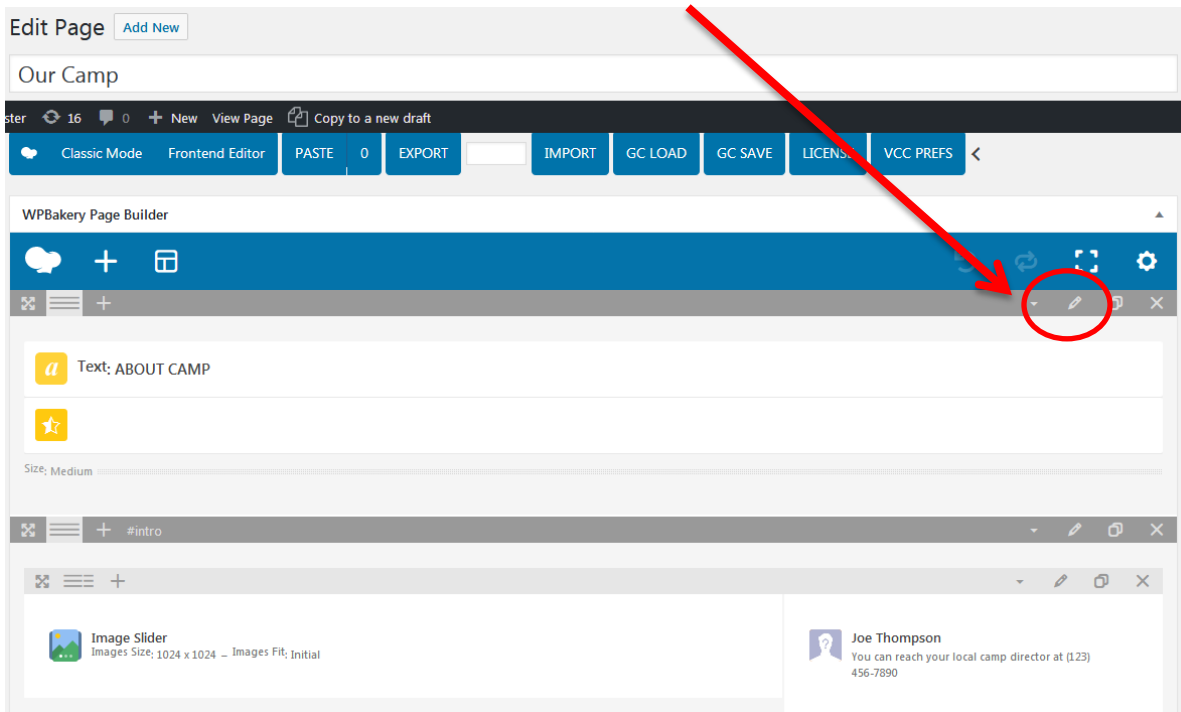 Edit Page Add New
Our Camp
ster 16 0 New View Page Copy to a new draft
Classic Mode Frontend Editor PASTE 0 EXPORT IMPORT GC LOAD GC SAVE LICENSE VCC PREFS
WPBakery Page Builder
a Text: ABOUT CAMP
Size: Medium
#intro
Image Slider
Images Size: 1024 x 1024 – Images Fit: Initial
Joe Thompson
You can reach your local camp director at (123)
456-7890